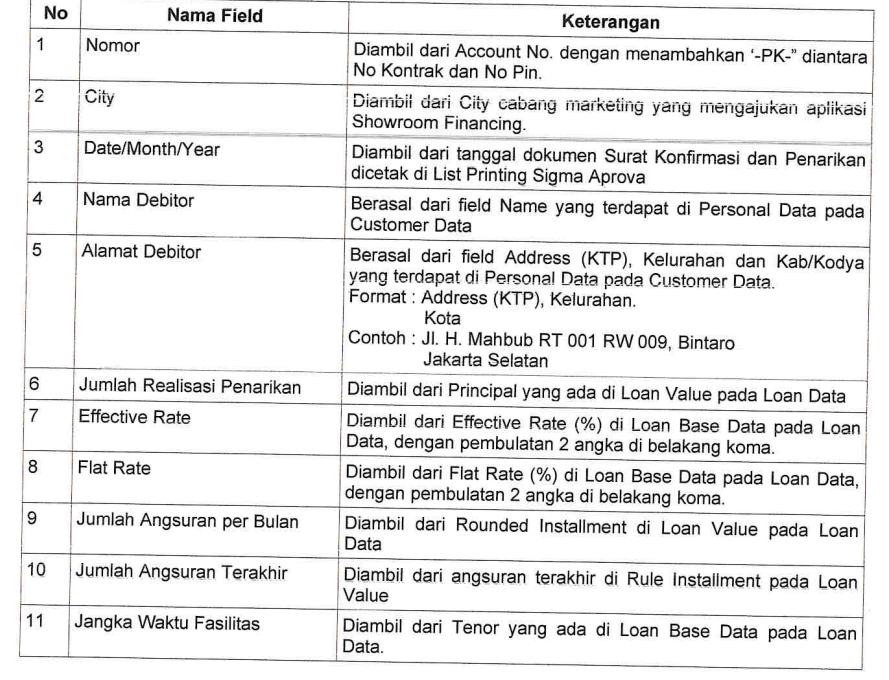 No Nama Field Keterangan
1 Nomor Diambil dari Account No. dengan menambahkan '-PK-" diantara
No Kontrak dan No Pin.
2 City Diambil dari City cabang marketing yang mengajukan aplikasi
Showroom Financing.
3 Date/Month/Year Diambil dari tanggal dokumen Surat Konfirmasi dan Penarikan
dicetak di List Printing Sigma Aprova
4 Nama Debitor Berasal dari field Name yang terdapat di Personal Data pada
Customer Data
5 Alamat Debitor Berasal dari field Address (KTP), Kelurahan dan Kab/Kodya
yang terdapat di Personal Data pada Customer Data.
Format : Address (KTP), Kelurahan.
Kota
Contoh : Jl. H. Mahbub RT 001 RW 009, Bintaro
Jakarta Selatan
6 Jumlah Realisasi Penarikan Diambil dari Principal yang ada di Loan Value pada Loan Data
7 Effective Rate Diambil dari Effective Rate (%) di Loan Base Data pada Loan
Data, dengan pembulatan 2 angka di belakang koma.
8 Flat Rate Diambil dari Flat Rate (%) di Loan Base Data pada Loan Data,
dengan pembulatan 2 angka di belakang koma.
9 Jumlah Angsuran per Bulan Diambil dari Rounded Installment di Loan Value pada Loan
Data
10 Jumlah Angsuran Terakhir Diambil dari angsuran terakhir di Rule Installment pada Loan
Value
11 Jangka Waktu Fasilitas Diambil dari Tenor yang ada di Loan Base Data pada Loan
Data.